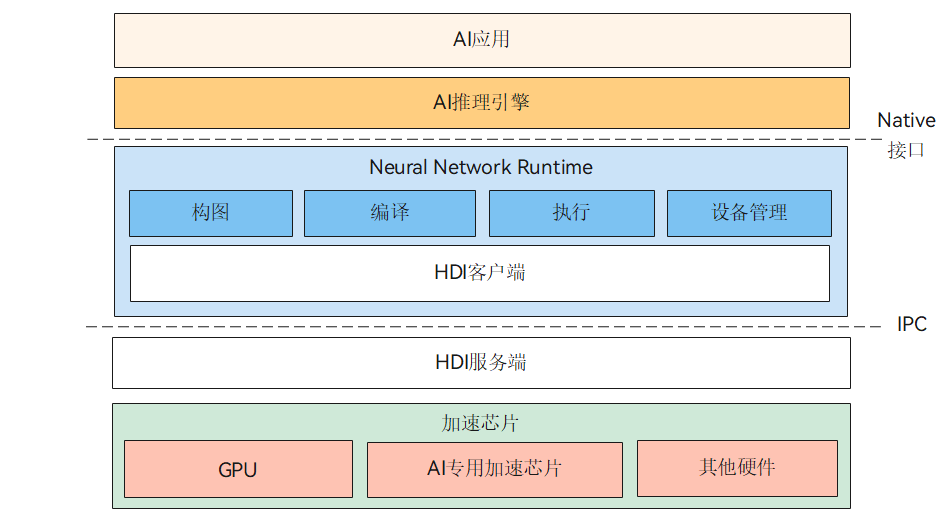 AI应用
AI推理引擎
Native
接口
Neural Network Runtime
构图
编译
执行
设备管理
HDI客户端
IPC
HDI服务端
加速芯片
GPU
AI专用加速芯片
其他硬件